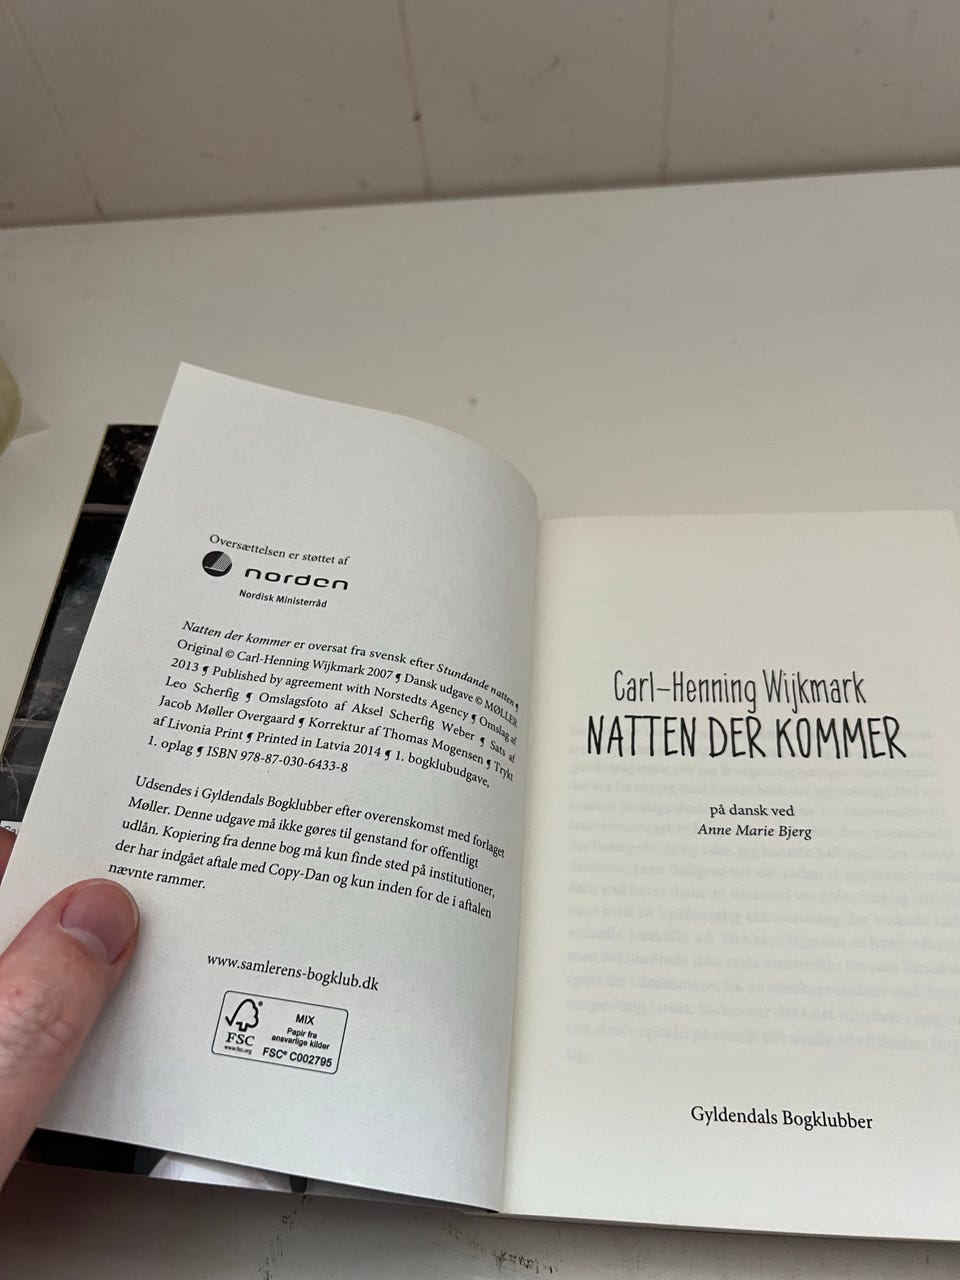 Oversættelsen er støttet af
norden
Nordisk Ministerråd
Natten der kommer er oversat fra svensk efter Stundande natten ¶
Original © Carl-Henning Wijkmark 2007 ¶ Dansk udgave © MØLLER
2013 ¶ Published by agreement with Norstedts Agency ¶ Omslag af
Leo Scherfig ¶ Omslagsfoto af Aksel Scherfig Weber ¶ Sats af
Jacob Møller Overgaard ¶ Korrektur af Thomas Mogensen ¶ Trykt
af Livonia Print ¶ Printed in Latvia 2014 ¶ 1. bogklubudgave,
1. oplag ¶ ISBN 978-87-030-6433-8
Udsendes i Gyldendals Bogklubber efter overenskomst med forlaget
Møller. Denne udgave må ikke gøres til genstand for offentligt
udlån. Kopiering fra denne bog må kun finde sted på institutioner,
der har indgået aftale med Copy-Dan og kun inden for de i aftalen
nævnte rammer.
www.samlerens-bogklub.dk
FSC
www.fsc.org
MIX
Papir fra
ansvarlige kilder
FSC® C002795
Carl-Henning Wijkmark
NATTEN DER KOMMER
på dansk ved
Anne Marie Bjerg
Gyldendals Bogklubber